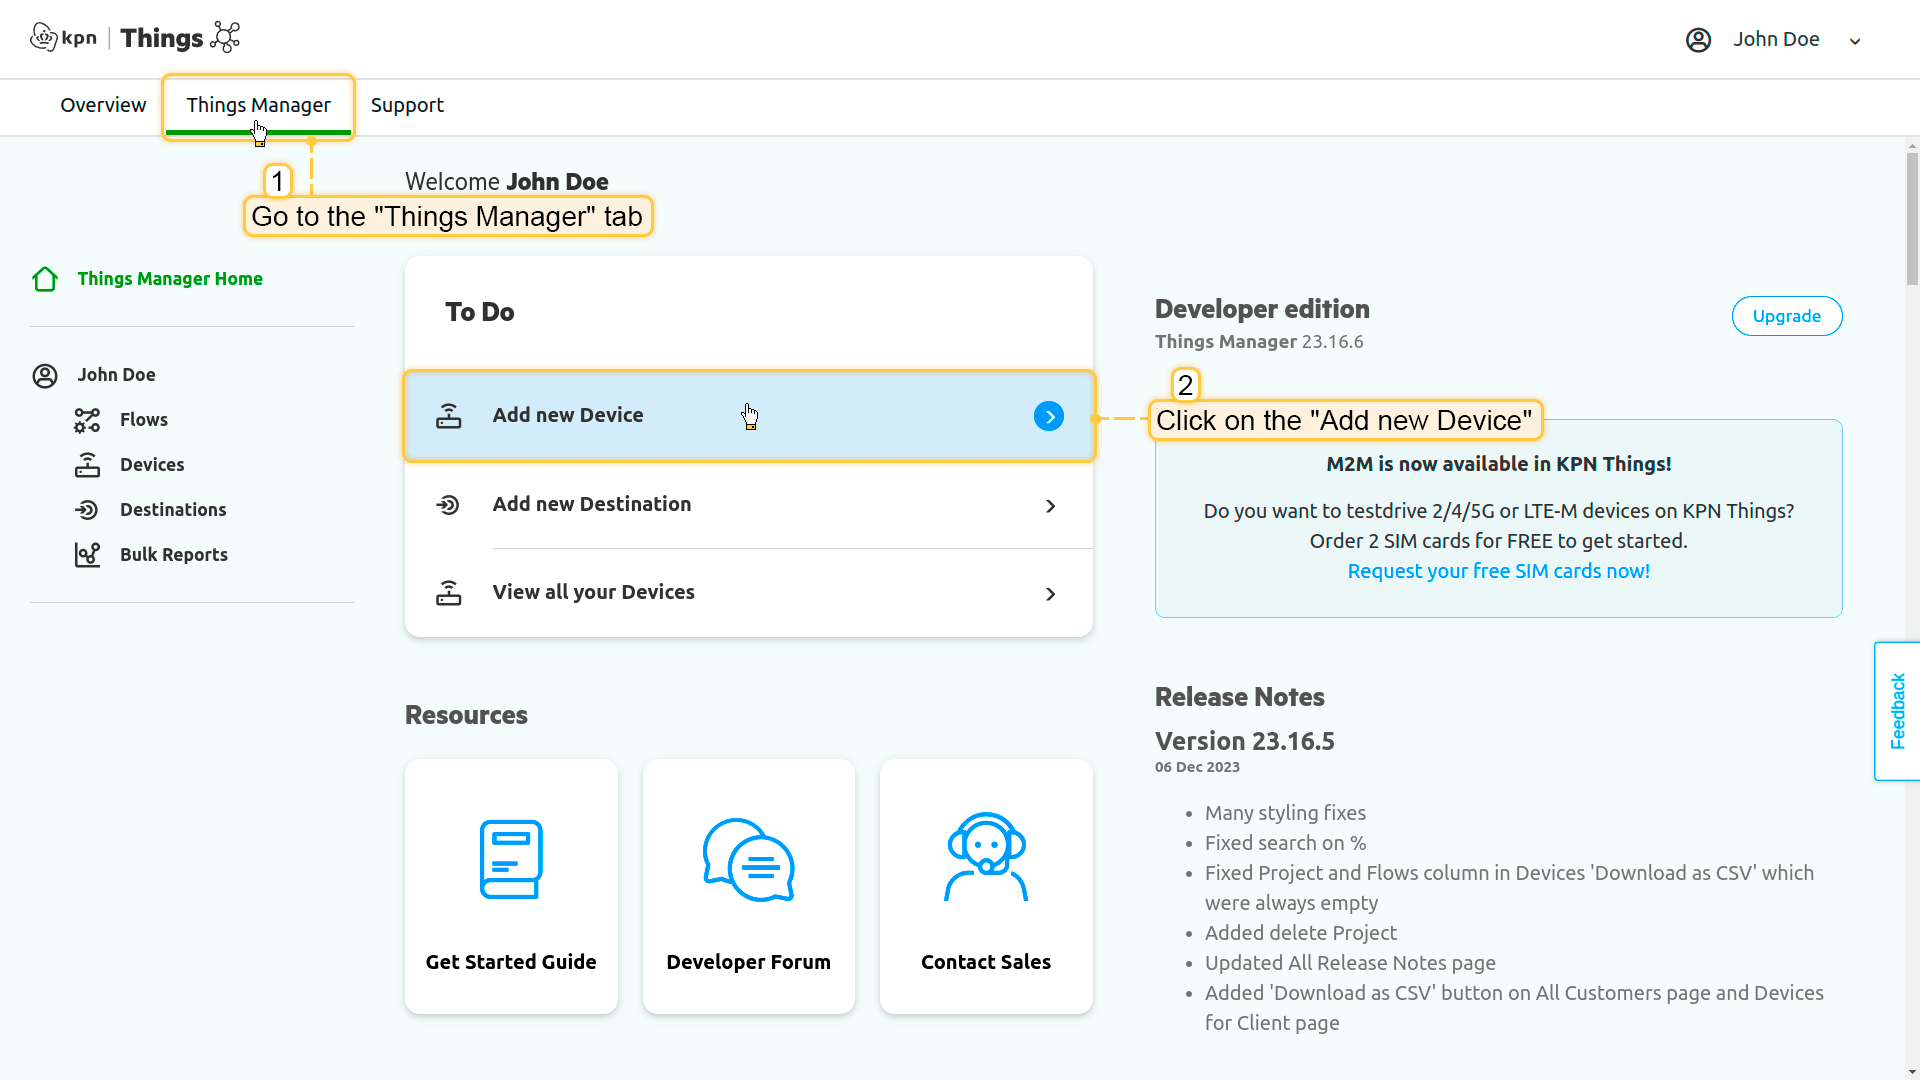 kpn Things
John Doe
Overview
Things Manager
Support
1
Go to the "Things Manager" tab
Welcome John Doe
Things Manager Home
John Doe
Flows
Devices
Destinations
Bulk Reports
To Do
Add new Device
Add new Destination
View all your Devices
2
Click on the "Add new Device"
Developer edition
Things Manager 23.16.6
Upgrade
M2M is now available in KPN Things!
Do you want to testdrive 2/4/5G or LTE-M devices on KPN Things?
Order 2 SIM cards for FREE to get started.
Request your free SIM cards now!
Resources
Get Started Guide
Developer Forum
Contact Sales
Release Notes
Version 23.16.5
06 Dec 2023
Many styling fixes
Fixed search on %
Fixed Project and Flows column in Devices 'Download as CSV' which
were always empty
Added delete Project
Updated All Release Notes page
Added 'Download as CSV' button on All Customers page and Devices
for Client page
Feedback